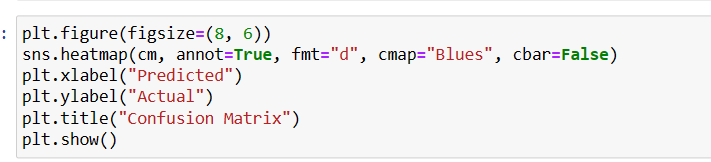 :
plt.figure(figsize=(8, 6))
sns.heatmap(cm, annot=True, fmt="d", cmap="Blues", cbar=False)
plt.xlabel("Predicted")
plt.ylabel("Actual")
plt.title("Confusion Matrix")
plt.show()